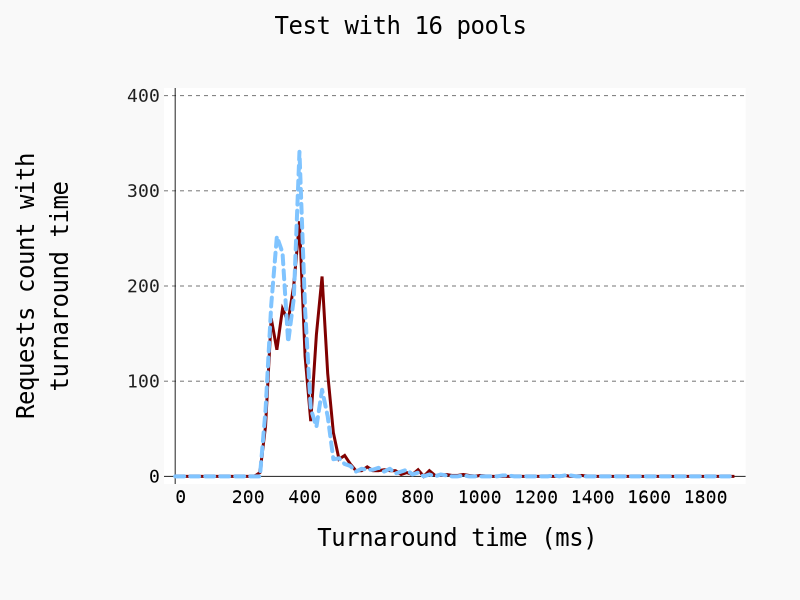 Test with 16 pools
Requests count with
turnaround time
400
300
200
100
0
0 200 400 600 800 1000 1200 1400 1600 1800
Turnaround time (ms)